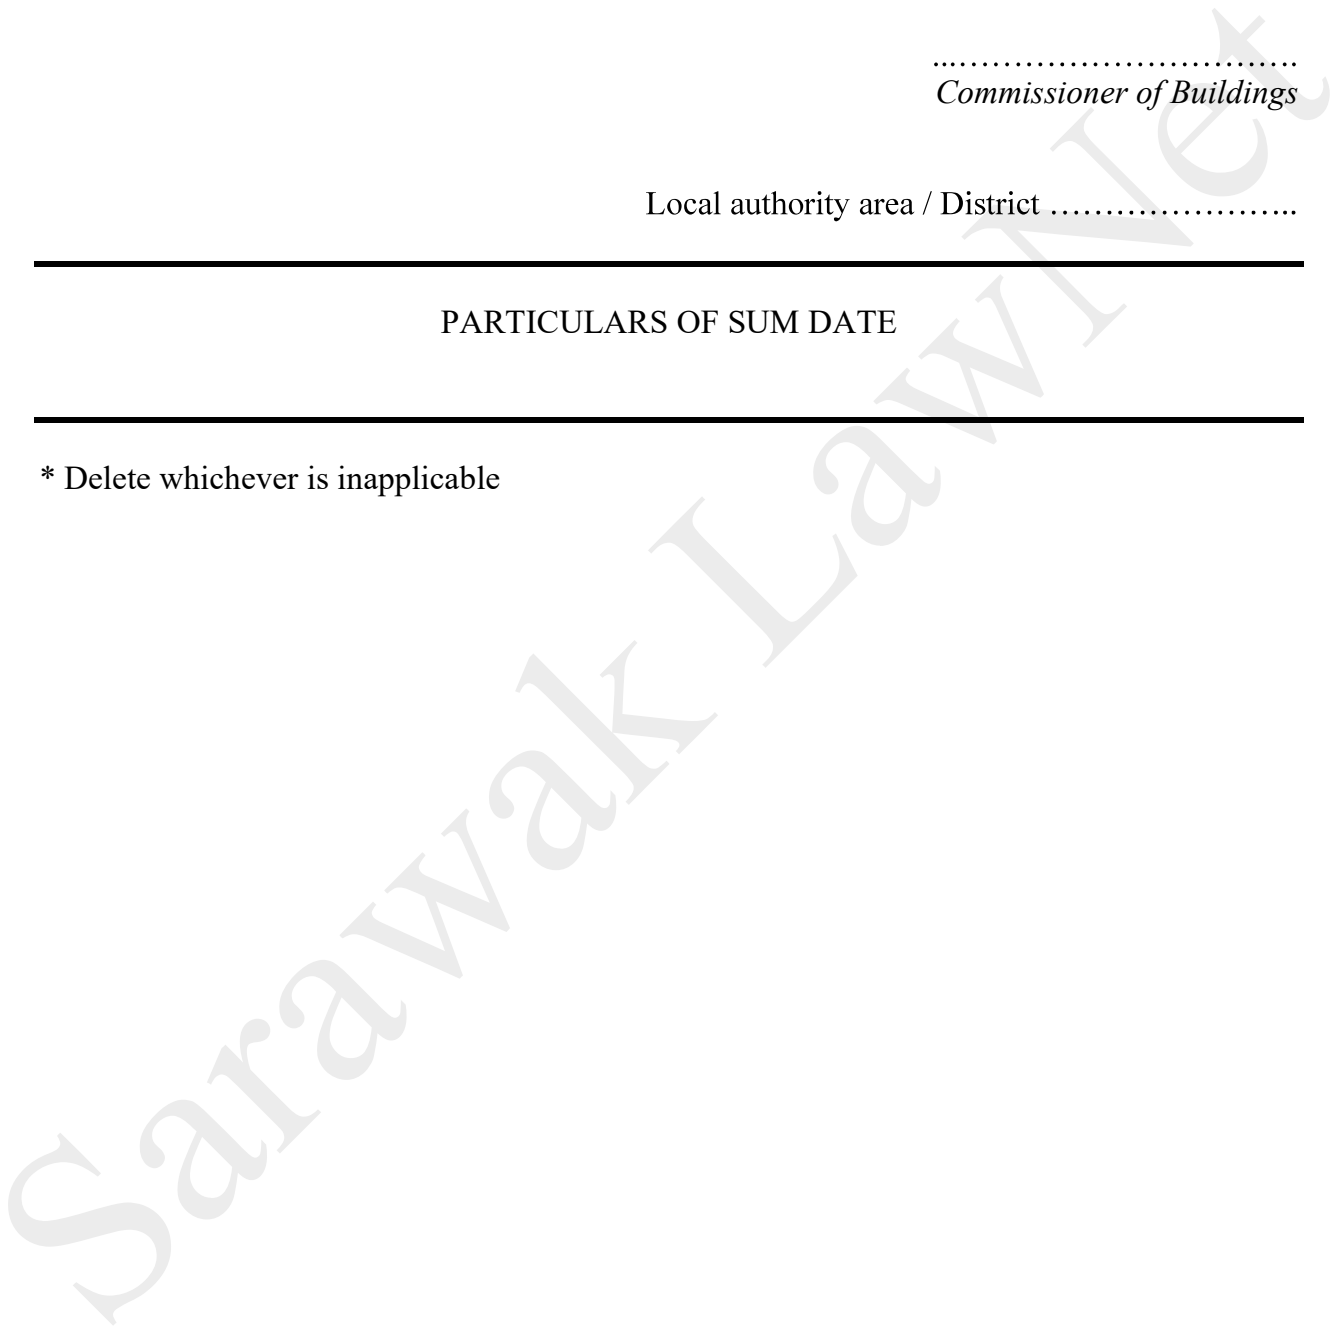 ...…………………………….
Commissioner of Buildings
Local authority area / District ……………………..
PARTICULARS OF SUM DATE
* Delete whichever is inapplicable
Sarawak LawNet